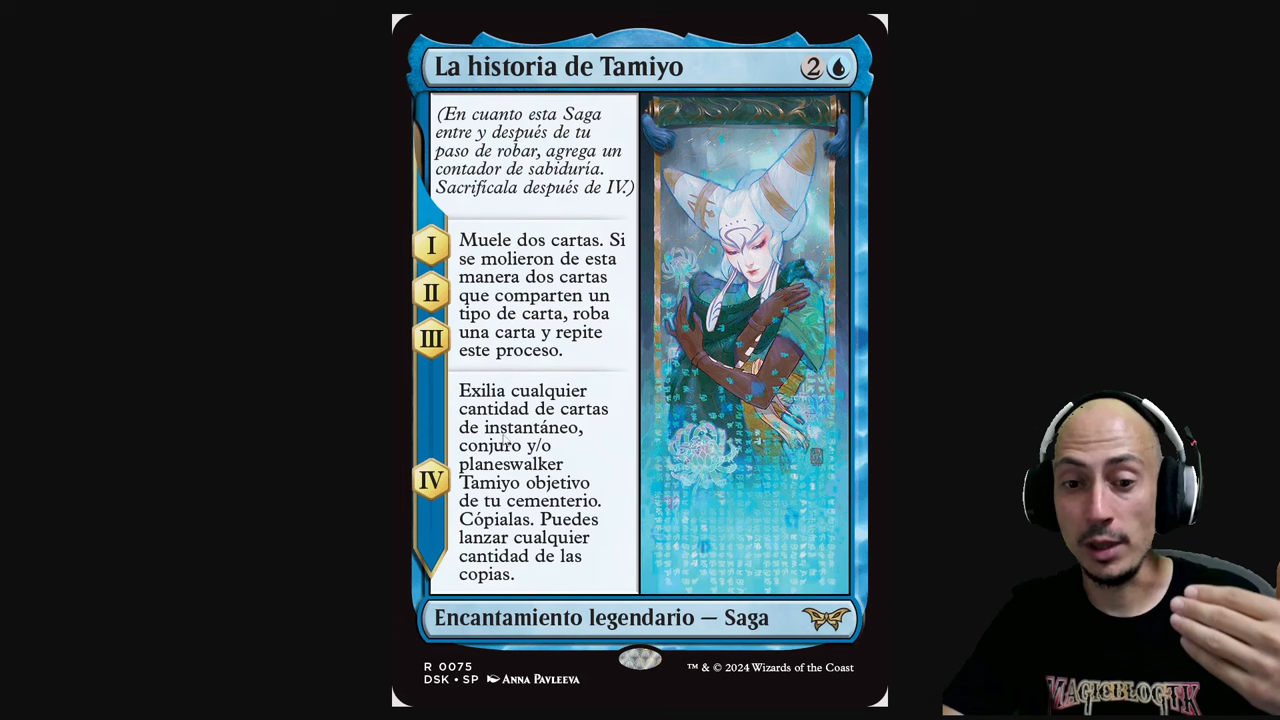 La historia de Tamiyo
2
(En cuanto esta Saga
entre y después de tu
paso de robar, agrega un
contador de sabiduría.
Sacrifícala después de IV.)
I
II
III
Muele dos cartas. Si
se molieron de esta
manera dos cartas
que comparten un
tipo de carta, roba
una carta y repite
este proceso.
IV
Exilia cualquier
cantidad de cartas
de instantáneo,
conjuro y/o
planeswalker
Tamiyo objetivo
de tu cementerio.
Cópialas. Puedes
lanzar cualquier
cantidad de las
copias.
Encantamiento legendario — Saga
R 0075
DSK • SP Anna Pavleeva
™ & © 2024 Wizards of the Coast
MAGICBLOGTK